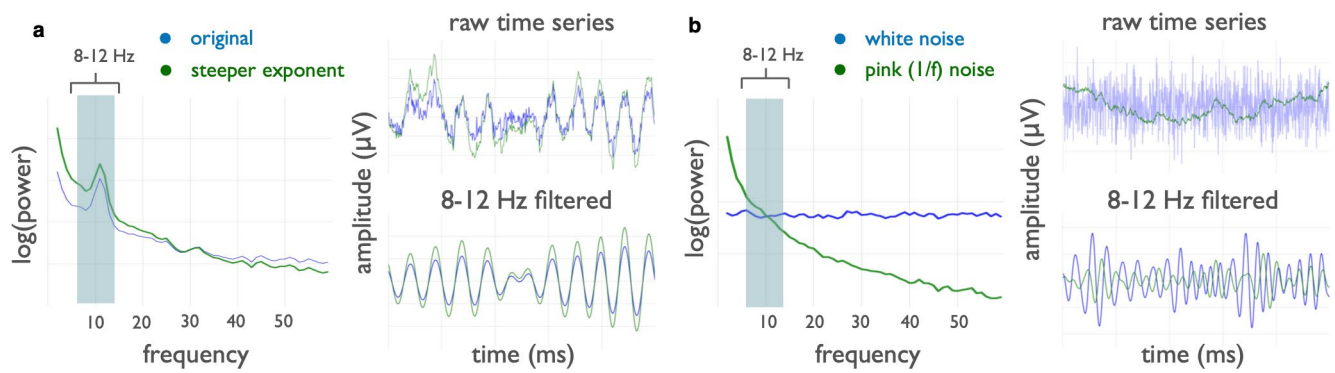 a
original
steeper exponent
8-12 Hz
log(power)
10 20 30 40 50
frequency
raw time series
8-12 Hz filtered
amplitude (µV)
time (ms)
b
white noise
pink (1/f) noise
8-12 Hz
log(power)
10 20 30 40 50
frequency
raw time series
8-12 Hz filtered
amplitude (µV)
time (ms)